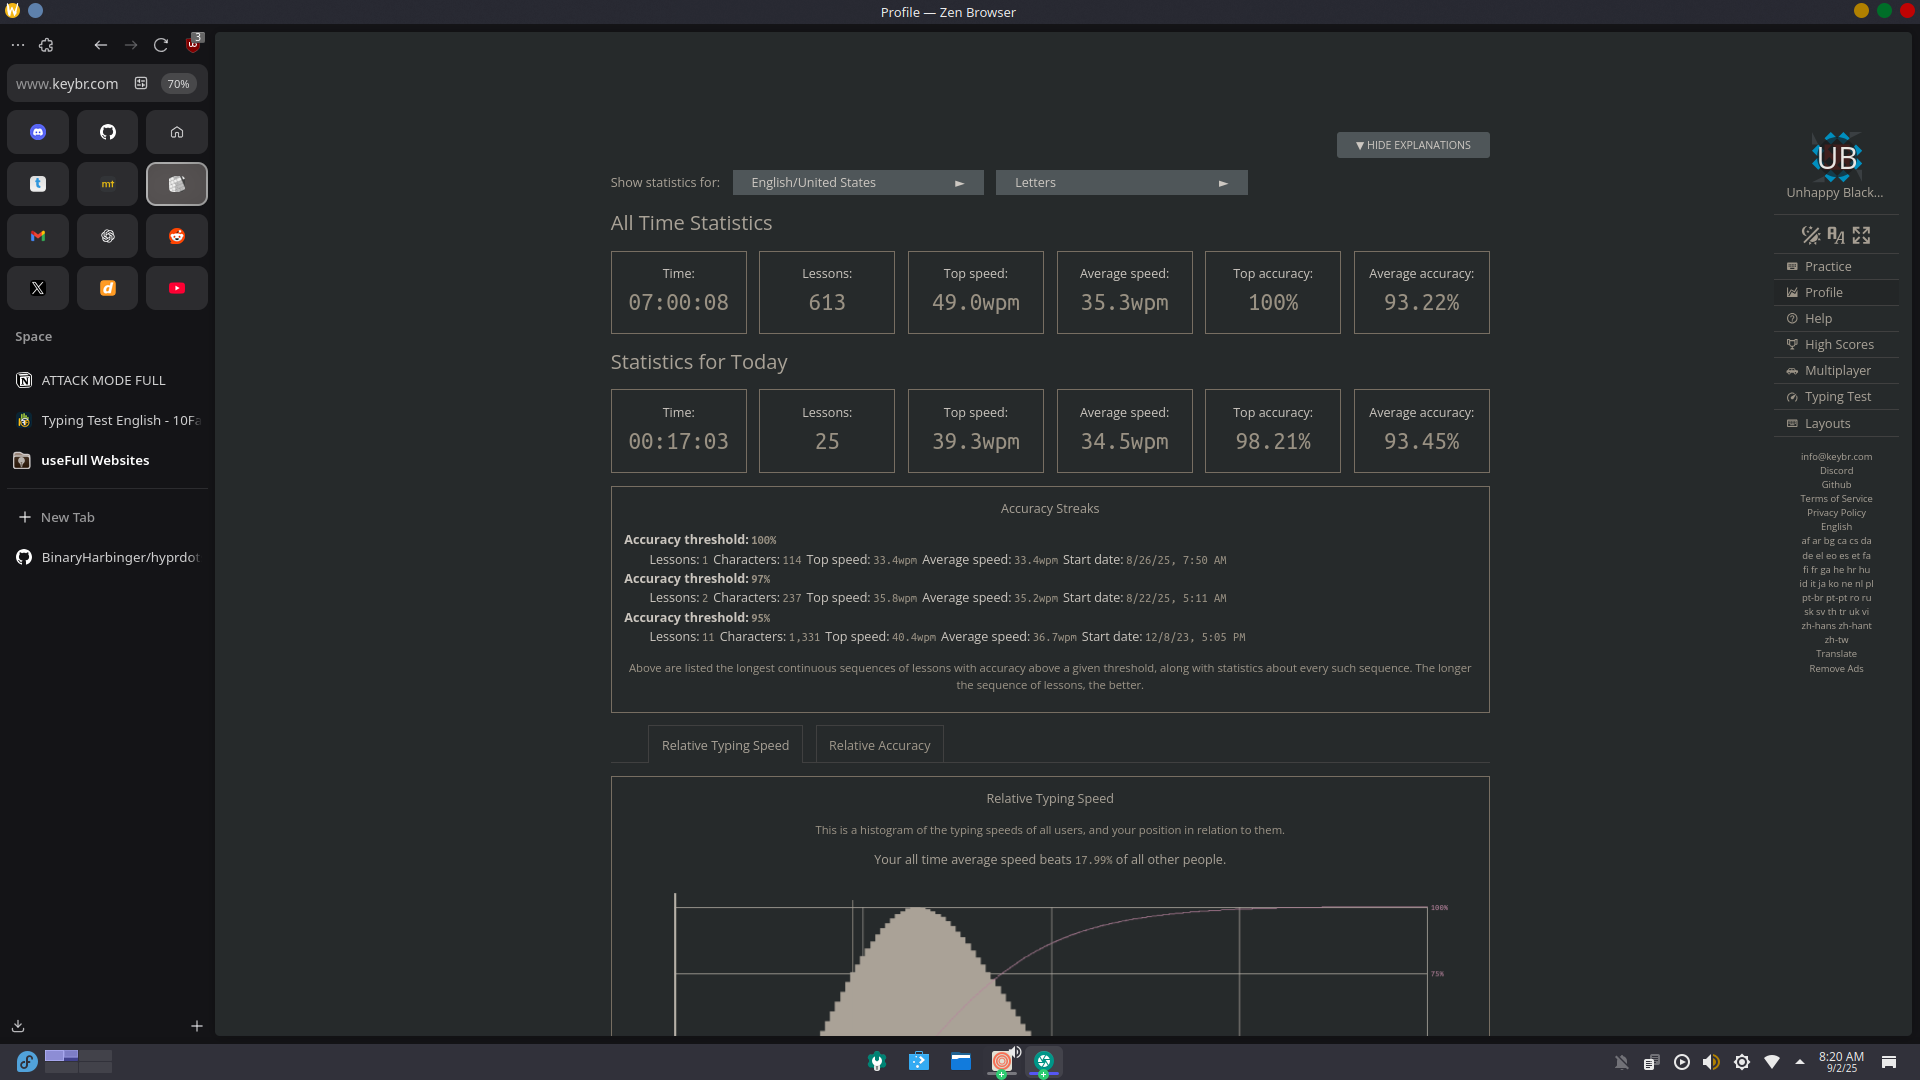 Profile — Zen Browser
3
www.keybr.com
70%
mt
Space
ATTACK MODE FULL
Typing Test English - 10Fa
useFull Websites
New Tab
BinaryHarbinger/hyprdot
▼ HIDE EXPLANATIONS
Show statistics for: English/United States ► Letters ►
All Time Statistics
Time: Lessons: Top speed: Average speed: Top accuracy: Average accuracy:
07:00:08 613 49.0wpm 35.3wpm 100% 93.22%
Statistics for Today
Time: Lessons: Top speed: Average speed: Top accuracy: Average accuracy:
00:17:03 25 39.3wpm 34.5wpm 98.21% 93.45%
Accuracy Streaks
Accuracy threshold: 100%
Lessons: 1 Characters: 114 Top speed: 33.4wpm Average speed: 33.4wpm Start date: 8/26/25, 7:50 AM
Accuracy threshold: 97%
Lessons: 2 Characters: 237 Top speed: 35.8wpm Average speed: 35.2wpm Start date: 8/22/25, 5:11 AM
Accuracy threshold: 95%
Lessons: 11 Characters: 1,331 Top speed: 40.4wpm Average speed: 36.7wpm Start date: 12/8/23, 5:05 PM
Above are listed the longest continuous sequences of lessons with accuracy above a given threshold, along with statistics about every such sequence. The longer
the sequence of lessons, the better.
Relative Typing Speed Relative Accuracy
Relative Typing Speed
This is a histogram of the typing speeds of all users, and your position in relation to them.
Your all time average speed beats 17.99% of all other people.
100%
75%
UB
Unhappy Black...
Practice
Profile
Help
High Scores
Multiplayer
Typing Test
Layouts
info@keybr.com
Discord
Github
Terms of Service
Privacy Policy
English
af ar bg ca cs da
de el eo es et fa
fi fr ga he hr hu
id it ja ko ne nl pl
pt-br pt-pt ro ru
sk sv th tr uk vi
zh-hans zh-hant
zh-tw
Translate
Remove Ads
8:20 AM
9/2/25